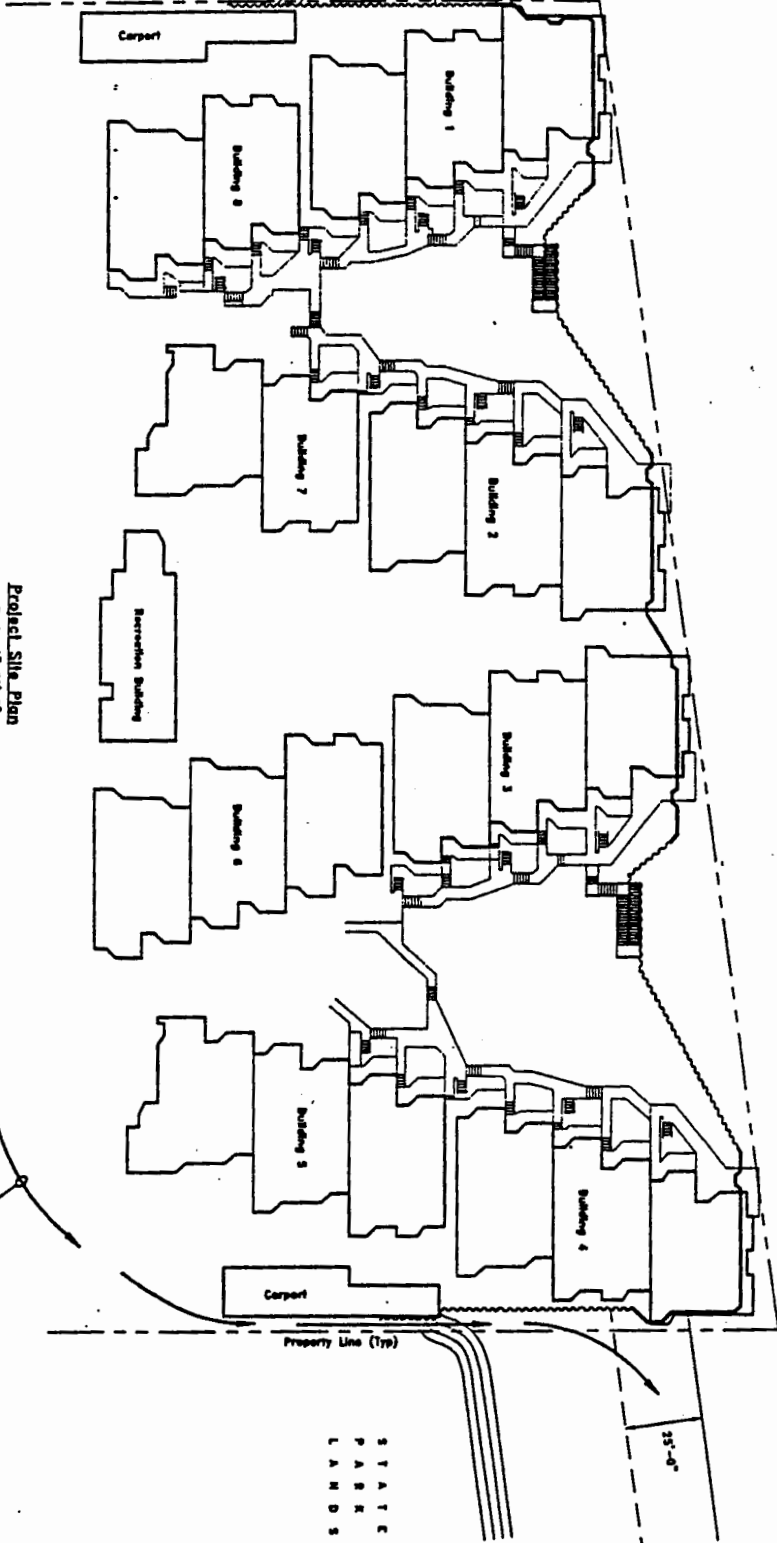 Carport
Building 1
Building 8
Building 7
Building 2
Recreation Building
Building 3
Building 6
Building 5
Building 4
Carport
Property Line (Typ)
25'-0"
STATE
PARK
LANDS
Project Site Plan